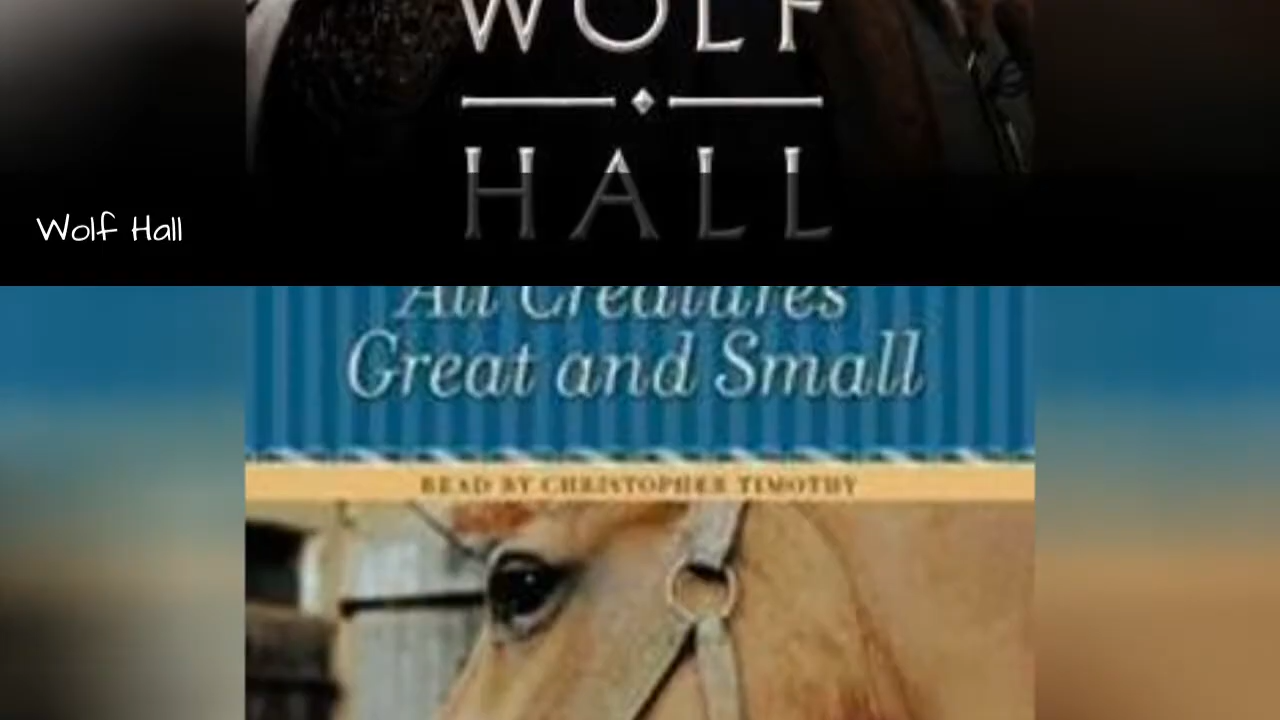 WOLF
HALL
Wolf Hall
All Creatures
Great and Small
READ BY CHRISTOPHER TIMOTHY